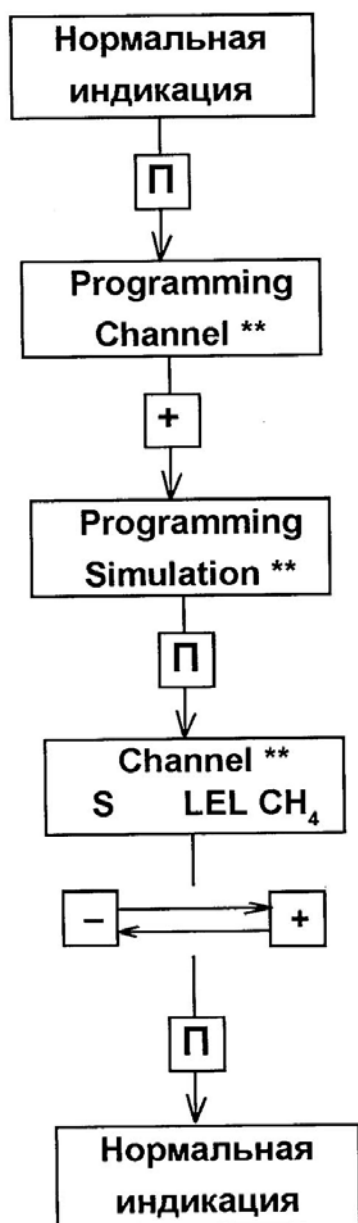 Нормальная
индикация
П
Programming
Channel **
+
Programming
Simulation **
П
Channel **
S LEL CH₄
– +
П
Нормальная
индикация